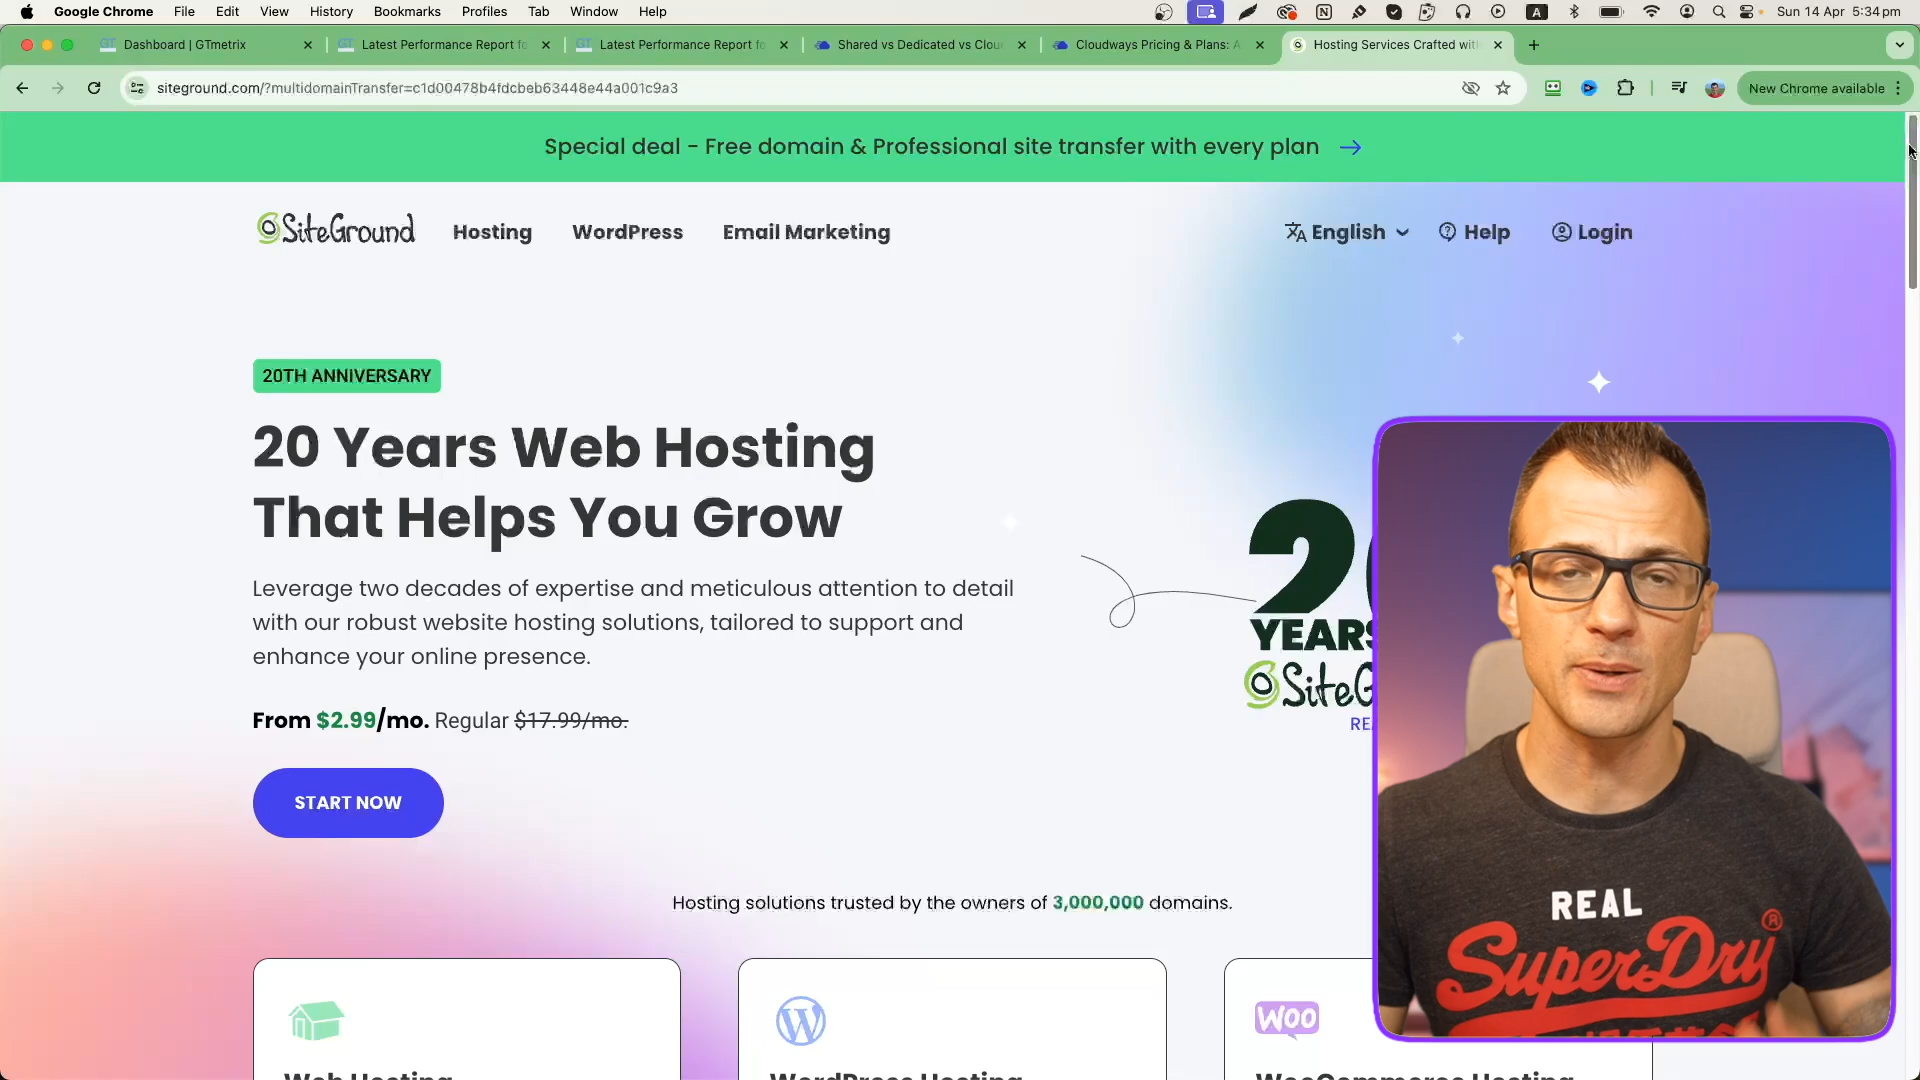 Google Chrome File Edit View History Bookmarks Profiles Tab Window Help
A
Sun 14 Apr 5:34 pm
Dashboard | GTmetrix
Latest Performance Report fo
Latest Performance Report fo
Shared vs Dedicated vs Clou
Cloudways Pricing & Plans: A
Hosting Services Crafted with
siteground.com/?multidomainTransfer=c1d00478b4fdcbeb63448e44a001c9a3
New Chrome available
Special deal - Free domain & Professional site transfer with every plan
SiteGround
Hosting
WordPress
Email Marketing
English
Help
Login
20TH ANNIVERSARY
20 Years Web Hosting
That Helps You Grow
Leverage two decades of expertise and meticulous attention to detail
with our robust website hosting solutions, tailored to support and
enhance your online presence.
From $2.99/mo. Regular $17.99/mo.
START NOW
2
YEARS
SiteG
RE
Hosting solutions trusted by the owners of 3,000,000 domains.
Woo
Web Hosting
WordPress Hosting
WooCommerce Hosting
REAL
SuperDry®